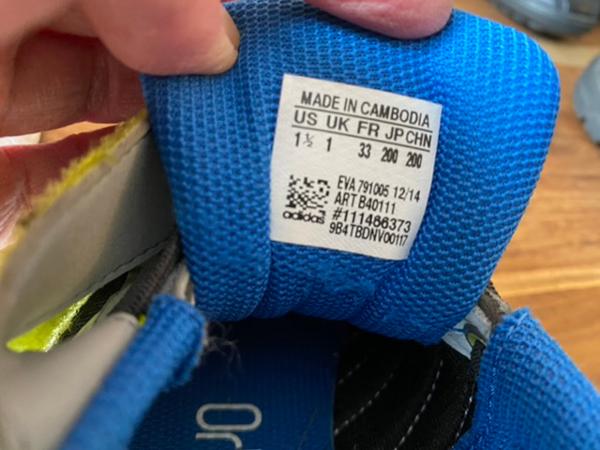 MADE IN CAMBODIA
US UK FR JP CHN
1½ 1 33 200 200
EVA 791005 12/14
ART B40111
#111486373
adidas
9B4TBDNV00117
Or